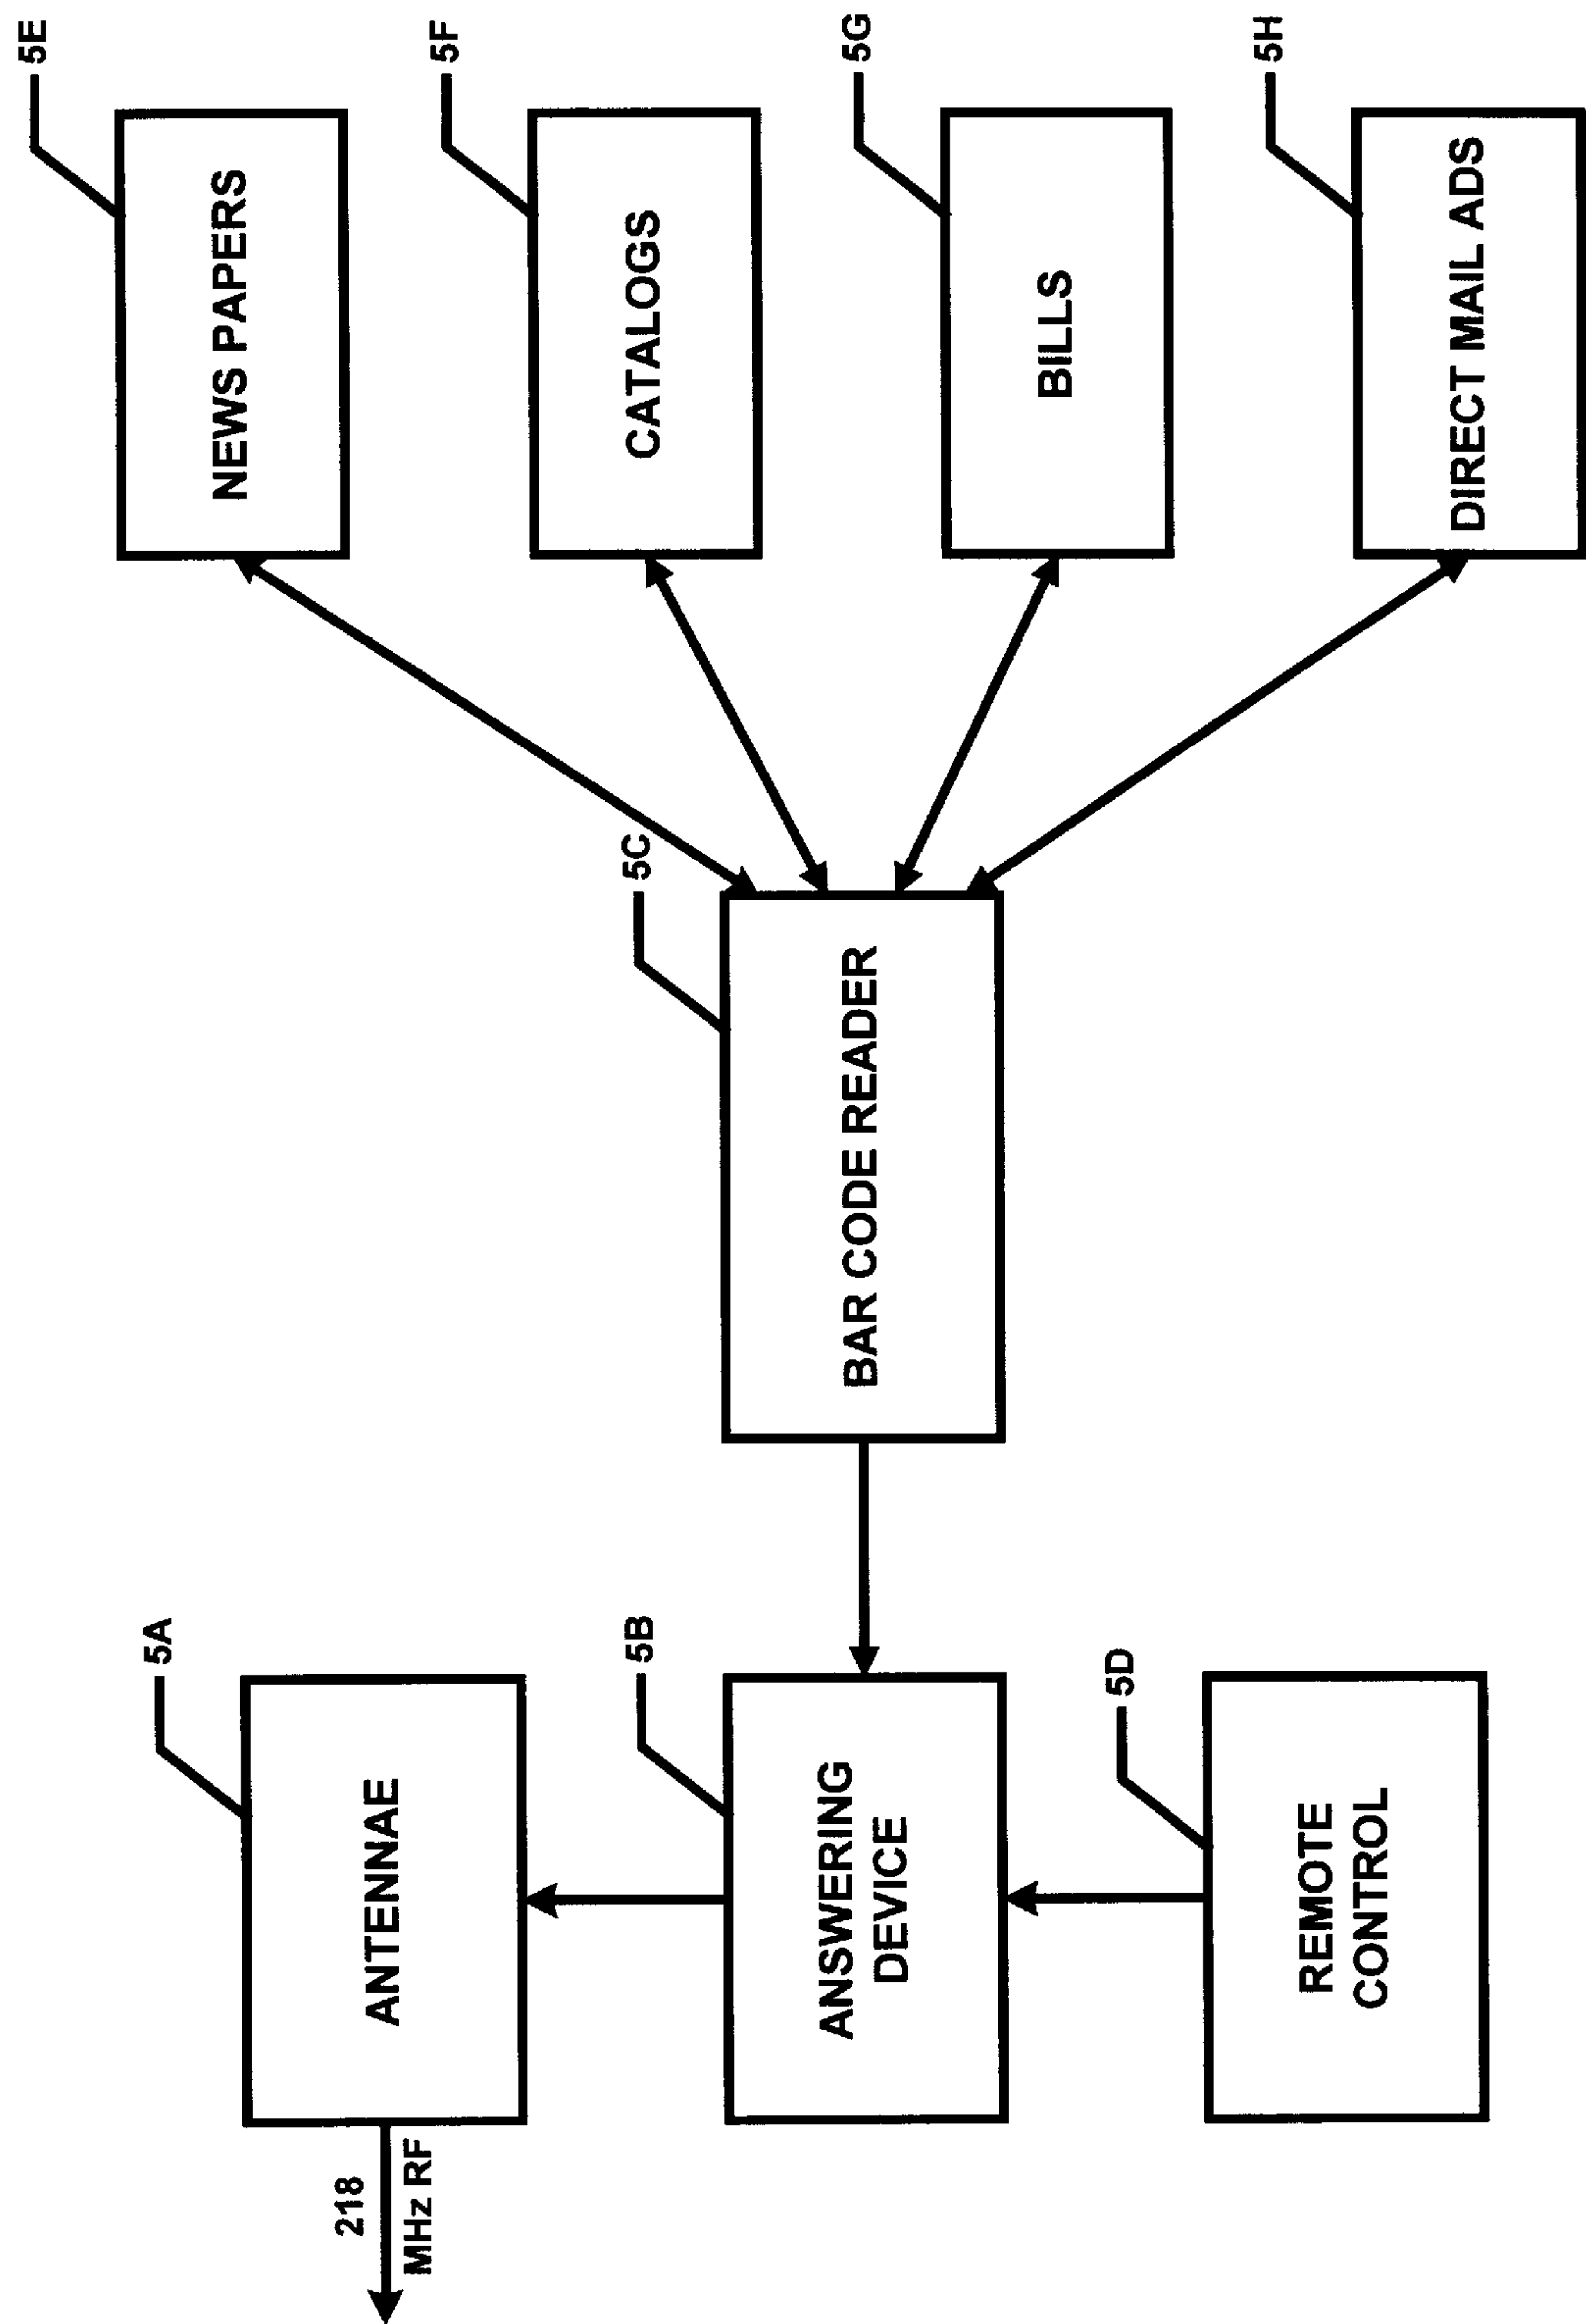 218
MHz RF
5A
ANTENNAE
5B
ANSWERING
DEVICE
5D
REMOTE
CONTROL
5C
BAR CODE READER
5E
NEWS PAPERS
5F
CATALOGS
5G
BILLS
5H
DIRECT MAIL ADS